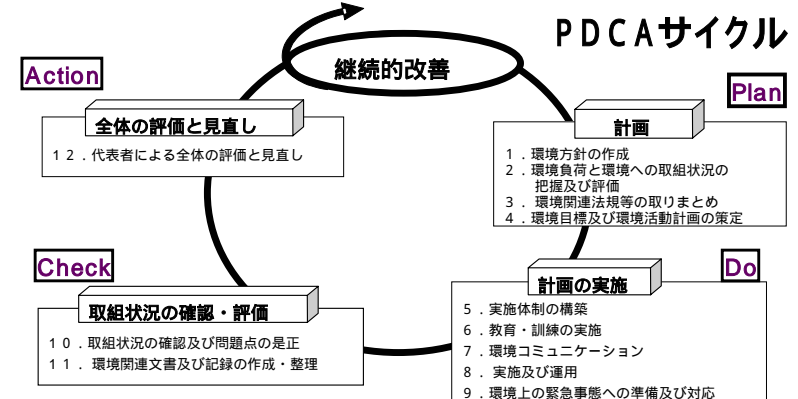 PDCAサイクル
継続的改善
Plan
計画
1．環境方針の作成
2．環境負荷と環境への取組状況の
把握及び評価
3．環境関連法規等の取りまとめ
4．環境目標及び環境活動計画の策定
Do
計画の実施
5．実施体制の構築
6．教育・訓練の実施
7．環境コミュニケーション
8．実施及び運用
9．環境上の緊急事態への準備及び対応
Check
取組状況の確認・評価
10．取組状況の確認及び問題点の是正
11．環境関連文書及び記録の作成・整理
Action
全体の評価と見直し
12．代表者による全体の評価と見直し